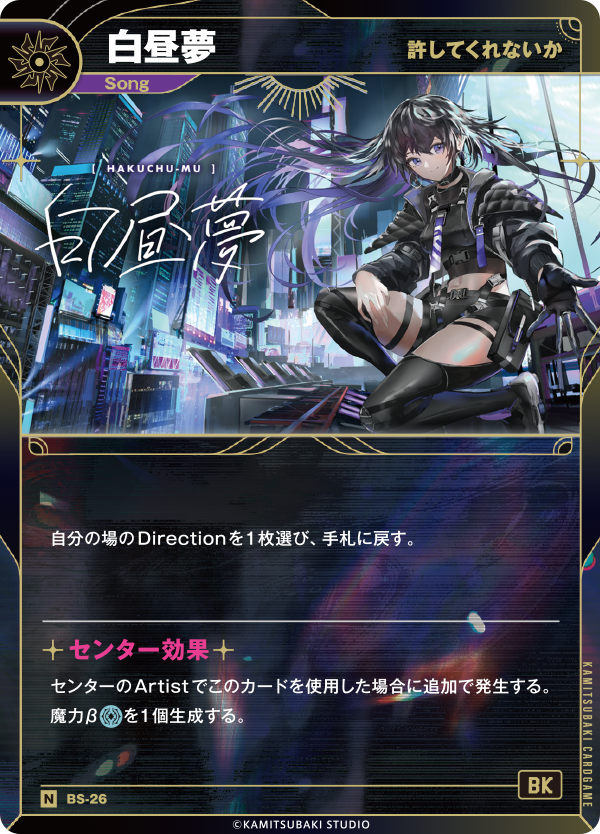 白昼夢
許してくれないか
Song
[ HAKUCHU-MU ]
白昼夢
自分の場のDirectionを1枚選び、手札に戻す。
センター効果
センターのArtistでこのカードを使用した場合に追加で発生する。
魔力βを1個生成する。
KAMITSUBAKI CARDGAME
BK
N BS-26
©KAMITSUBAKI STUDIO